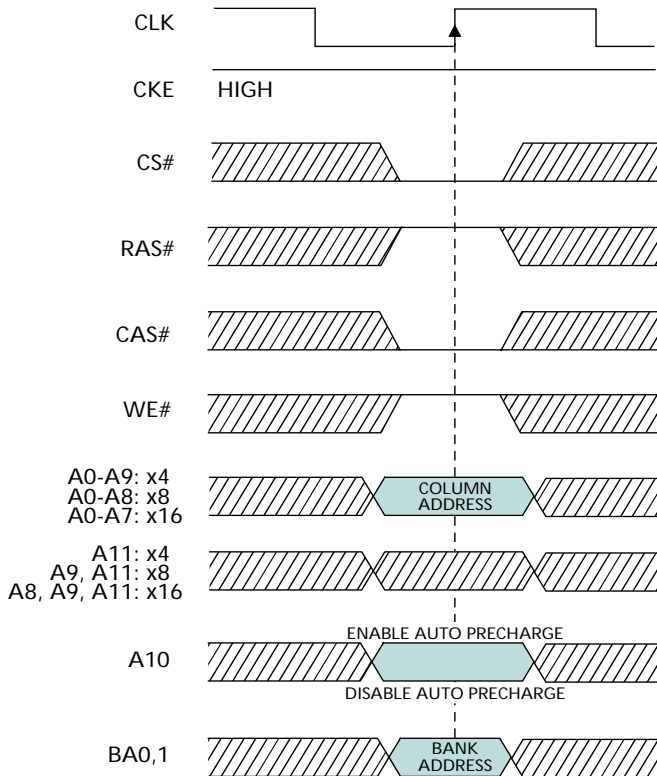 CLK
CKE HIGH
CS#
RAS#
CAS#
WE#
A0-A9: x4
A0-A8: x8
A0-A7: x16
COLUMN
ADDRESS
A11: x4
A9, A11: x8
A8, A9, A11: x16
ENABLE AUTO PRECHARGE
A10
DISABLE AUTO PRECHARGE
BA0,1
BANK
ADDRESS